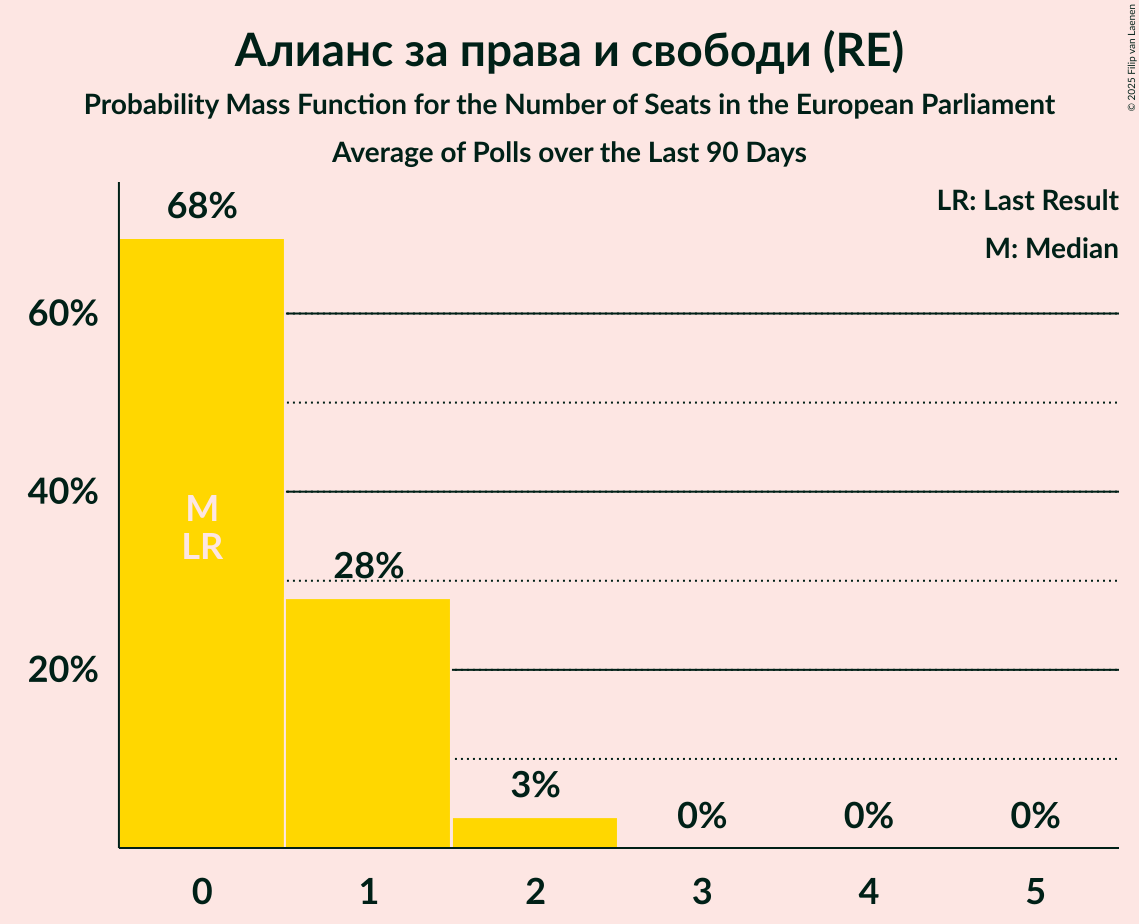 Алианс за права и свободи (RE)
Probability Mass Function for the Number of Seats in the European Parliament
Average of Polls over the Last 90 Days
© 2025 Filip van Laenen
LR: Last Result
M: Median
68%
60%
40%
M
LR
28%
20%
3%
0%
0%
0%
0
1
2
3
4
5